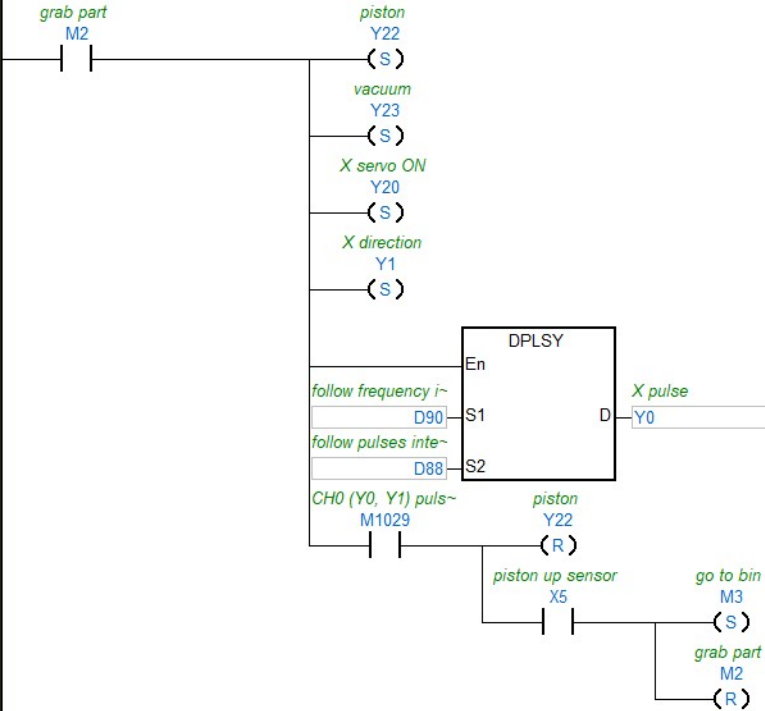 grab part
M2
piston
Y22
S
vacuum
Y23
S
X servo ON
Y20
S
X direction
Y1
S
DPLSY
En
follow frequency i~
D90
S1
D
X pulse
Y0
follow pulses inte~
D88
S2
CH0 (Y0, Y1) puls~
M1029
piston
Y22
R
piston up sensor
X5
go to bin
M3
S
grab part
M2
R